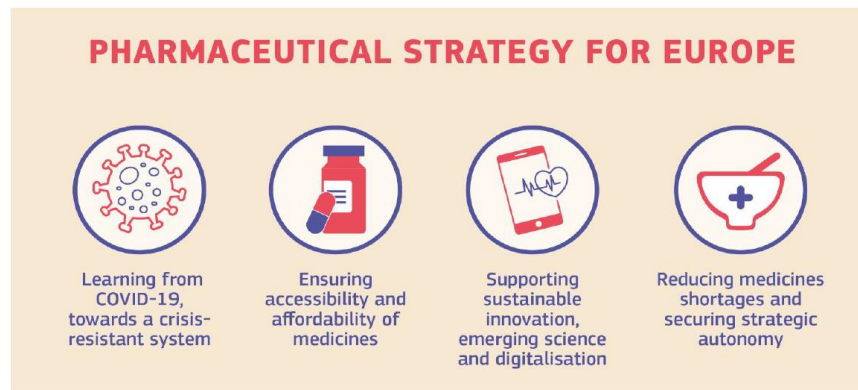 PHARMACEUTICAL STRATEGY FOR EUROPE
Learning from
COVID-19,
towards a crisis-
resistant system
Ensuring
accessibility and
affordability of
medicines
Supporting
sustainable
innovation,
emerging science
and digitalisation
Reducing medicines
shortages and
securing strategic
autonomy